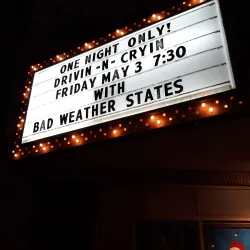 ONE NIGHT ONLY!
DRIVIN -N- CRYIN
FRIDAY MAY 3 7:30
WITH
BAD WEATHER STATES